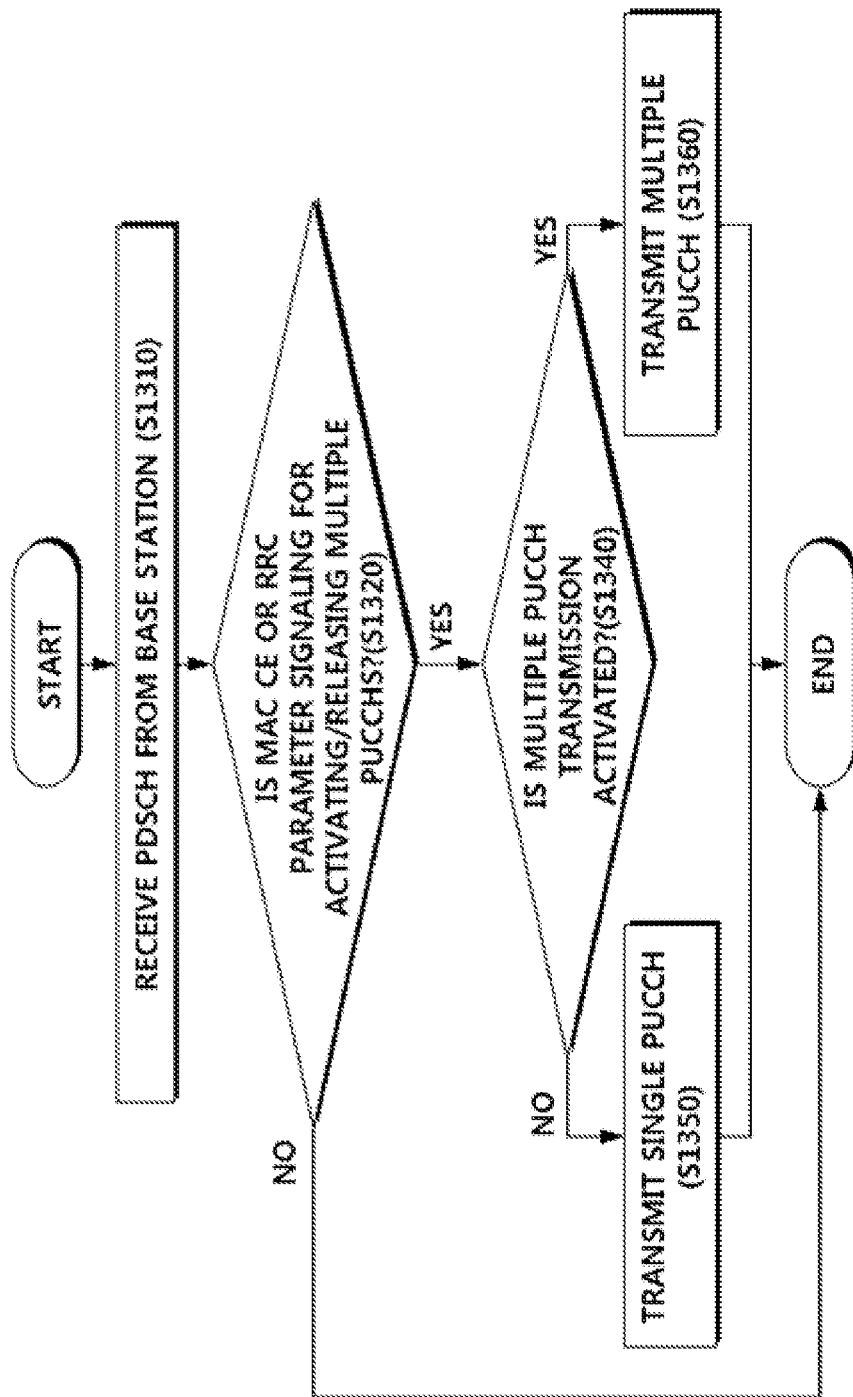 START
RECEIVE PDSCH FROM BASE STATION (S1310)
IS MAC CE OR RRC
PARAMETER SIGNALING FOR
ACTIVATING/RELEASING MULTIPLE
PUCCHS?(S1320)
NO
YES
IS MULTIPLE PUCCH
TRANSMISSION
ACTIVATED?(S1340)
NO
YES
TRANSMIT SINGLE PUCCH
(S1350)
TRANSMIT MULTIPLE
PUCCH (S1360)
END